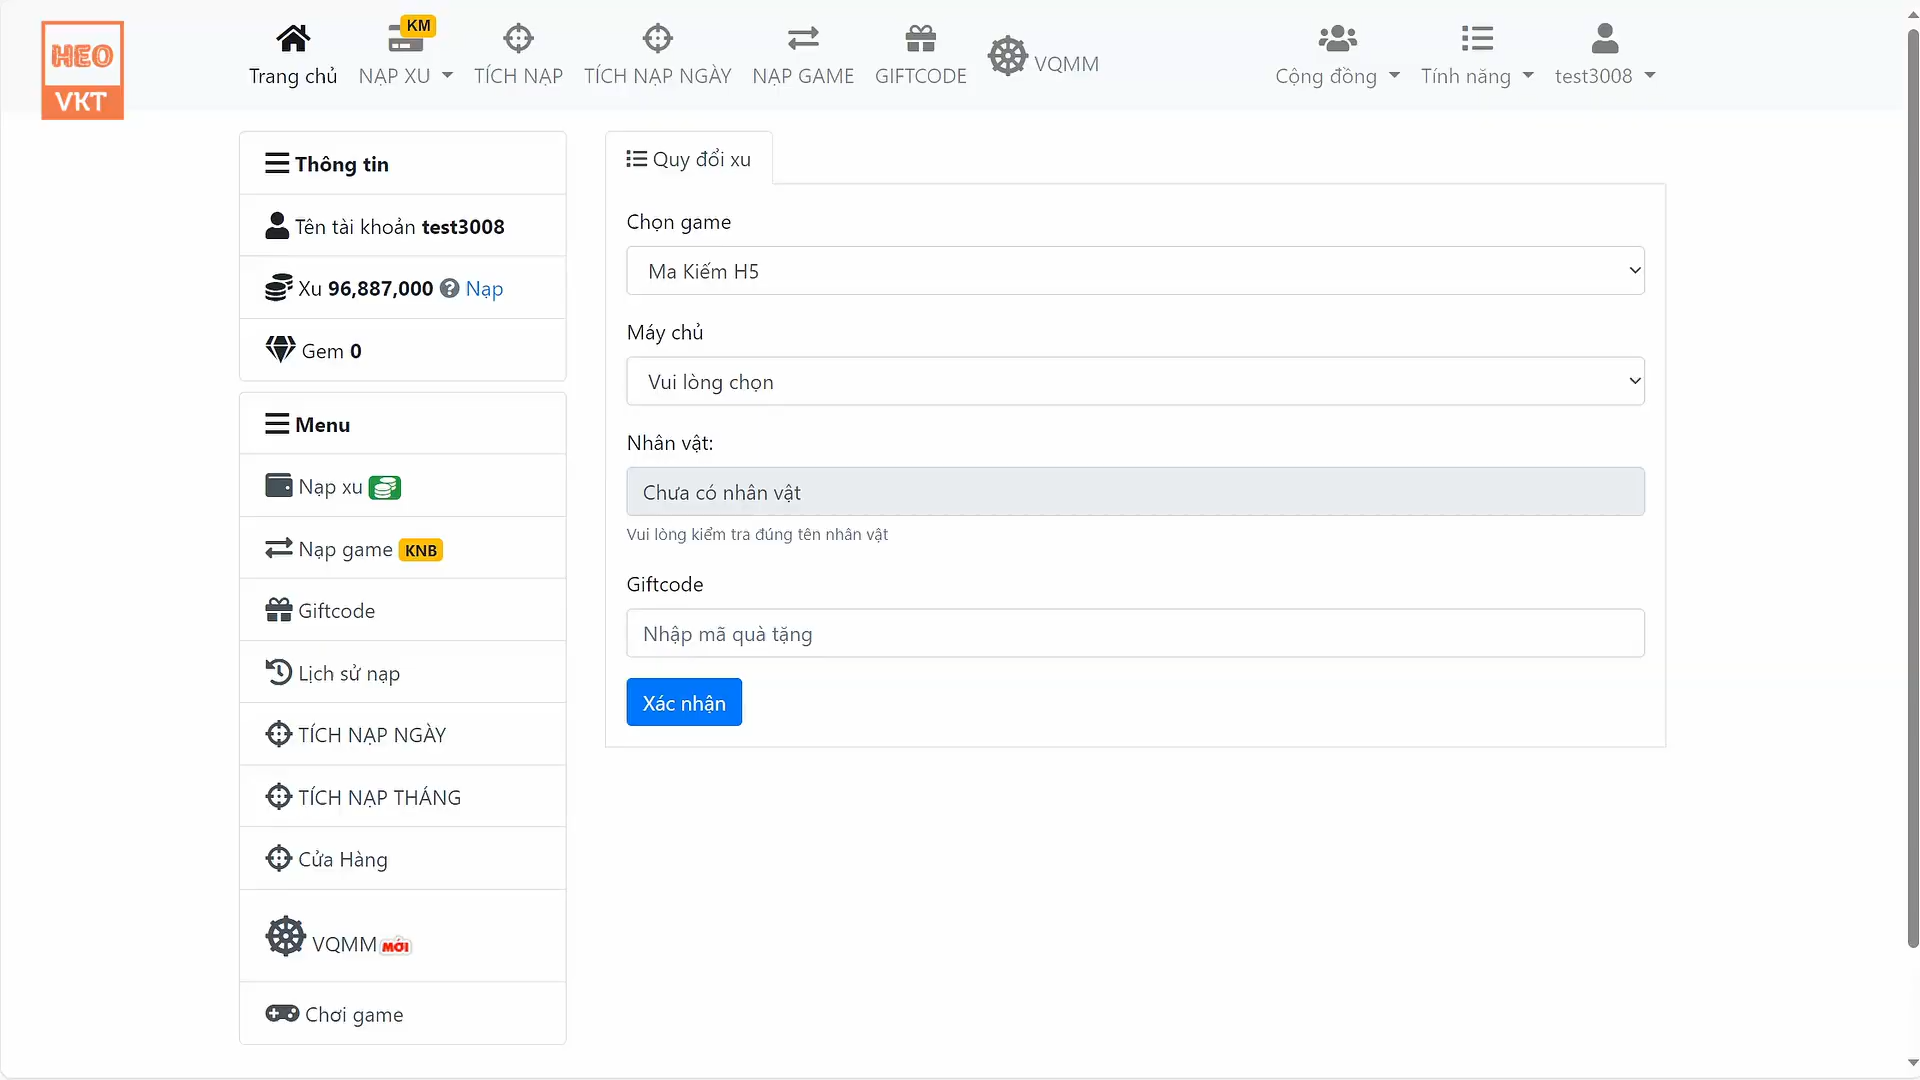 HEO
VKT
Trang chủ
KM
NẠP XU
TÍCH NẠP
TÍCH NẠP NGÀY
NẠP GAME
GIFTCODE
VQMM
Cộng đồng
Tính năng
test3008
Thông tin
Tên tài khoản test3008
Xu 96,887,000 Nạp
Gem 0
Menu
Nạp xu
Nạp game KNB
Giftcode
Lịch sử nạp
TÍCH NẠP NGÀY
TÍCH NẠP THÁNG
Cửa Hàng
VQMM MỚI
Chơi game
Quy đổi xu
Chọn game
Ma Kiếm H5
Máy chủ
Vui lòng chọn
Nhân vật:
Chưa có nhân vật
Vui lòng kiểm tra đúng tên nhân vật
Giftcode
Nhập mã quà tặng
Xác nhận